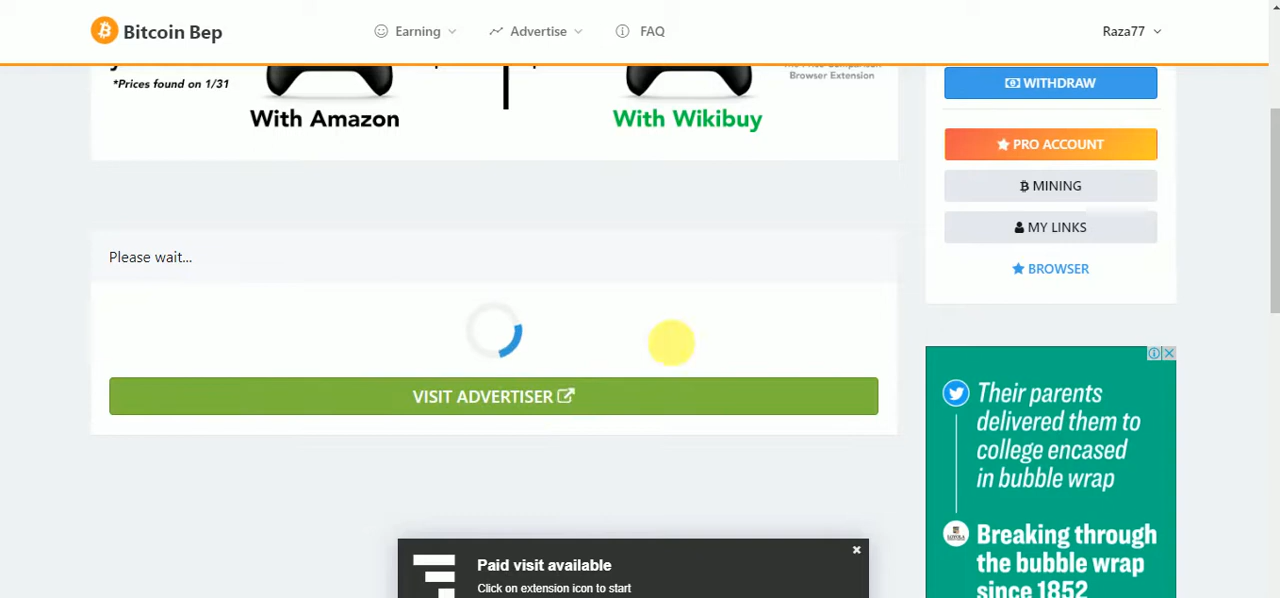 Bitcoin Bep
Earning
Advertise
FAQ
Raza77
*Prices found on 1/31
With Amazon
With Wikibuy
Browser Extension
WITHDRAW
PRO ACCOUNT
MINING
MY LINKS
BROWSER
Please wait...
VISIT ADVERTISER
Their parents
delivered them to
college encased
in bubble wrap
Breaking through
the bubble wrap
since 1852
Paid visit available
Click on extension icon to start